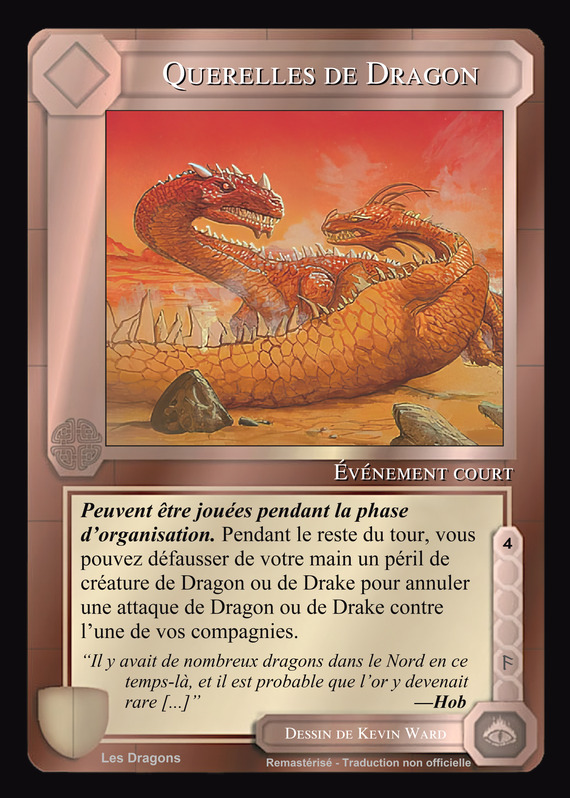 Querelles de Dragon
Événement court
Peuvent être jouées pendant la phase
d'organisation. Pendant le reste du tour, vous
pouvez défausser de votre main un péril de
créature de Dragon ou de Drake pour annuler
une attaque de Dragon ou de Drake contre
l'une de vos compagnies.
4
“Il y avait de nombreux dragons dans le Nord en ce
temps-là, et il est probable que l'or y devenait
rare [...]”
—Hob
Dessin de Kevin Ward
Les Dragons
Remastérisé - Traduction non officielle